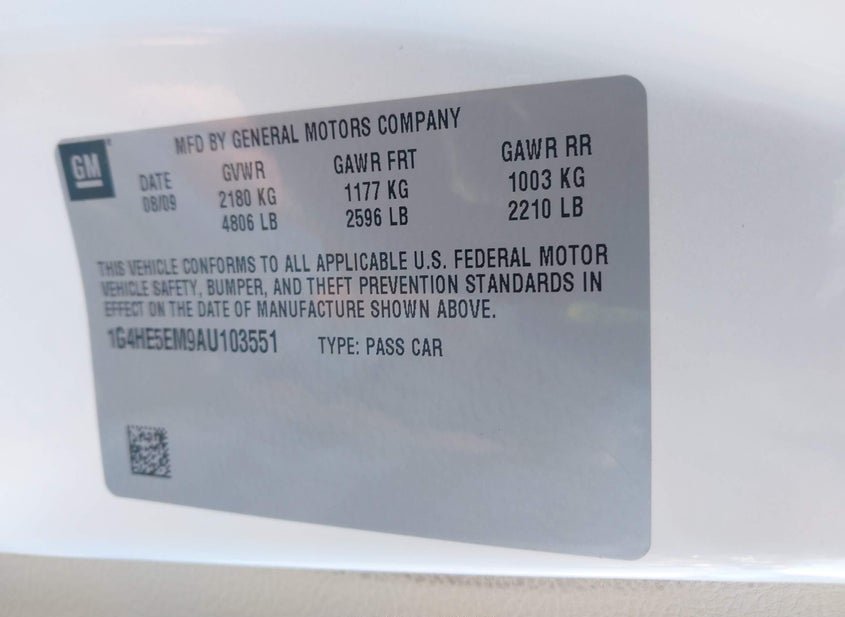 MFD BY GENERAL MOTORS COMPANY
GM
DATE GVWR GAWR FRT GAWR RR
08/09 2180 KG 1177 KG 1003 KG
4806 LB 2596 LB 2210 LB
THIS VEHICLE CONFORMS TO ALL APPLICABLE U.S. FEDERAL MOTOR
VEHICLE SAFETY, BUMPER, AND THEFT PREVENTION STANDARDS IN
EFFECT ON THE DATE OF MANUFACTURE SHOWN ABOVE.
1G4HE5EM9AU103551 TYPE: PASS CAR